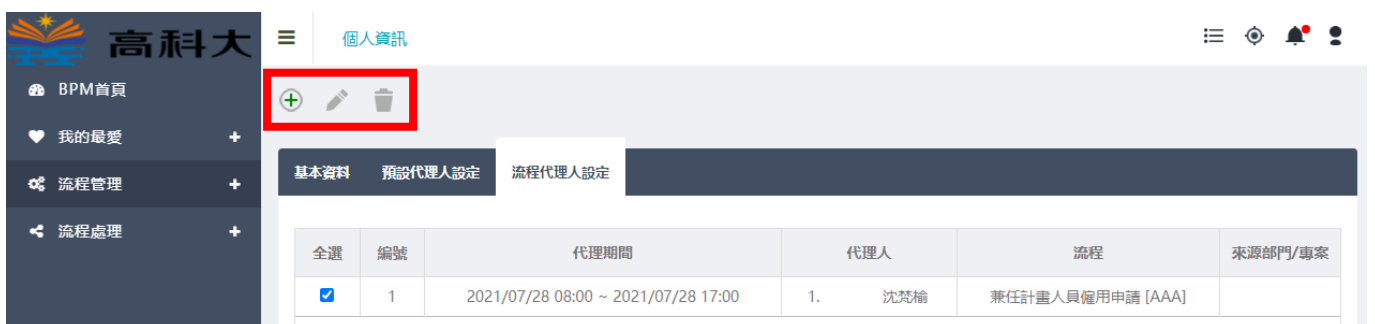 高科大
個人資訊
BPM首頁
我的最愛
流程管理
流程處理
基本資料 預設代理人設定 流程代理人設定
全選 編號 代理期間 代理人 流程 來源部門/專案
1 2021/07/28 08:00 ~ 2021/07/28 17:00 1. 沈梵榆 兼任計畫人員僱用申請 [AAA]